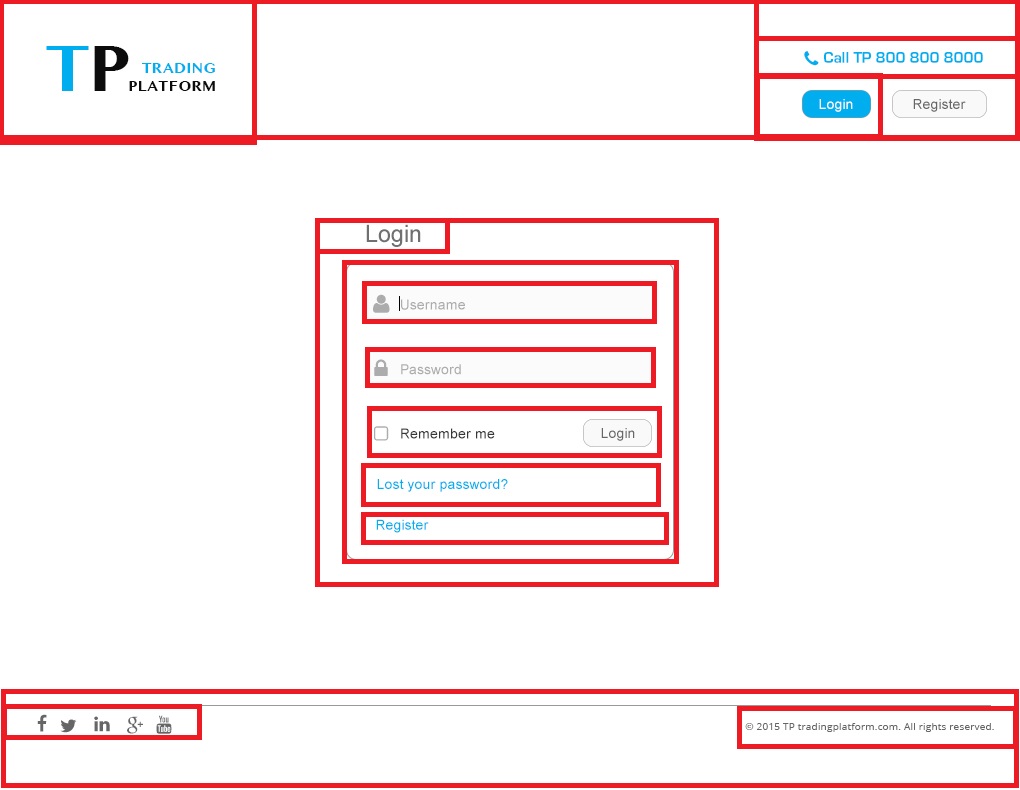 TP TRADING
PLATFORM
Call TP 800 800 8000
Login
Register
Login
Username
Password
Remember me
Login
Lost your password?
Register
f in g+ You Tube
© 2015 TP tradingplatform.com. All rights reserved.